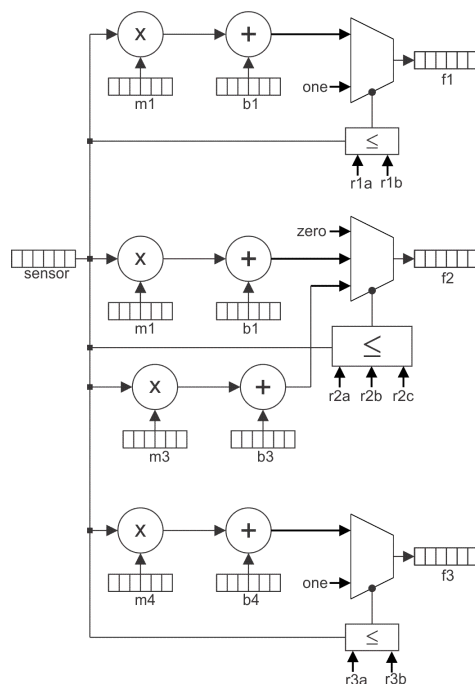 x
+
m1
b1
one
f1
≤
r1a
r1b
zero
sensor
x
+
m1
b1
f2
≤
r2a
r2b
r2c
x
+
m3
b3
x
+
m4
b4
one
f3
≤
r3a
r3b